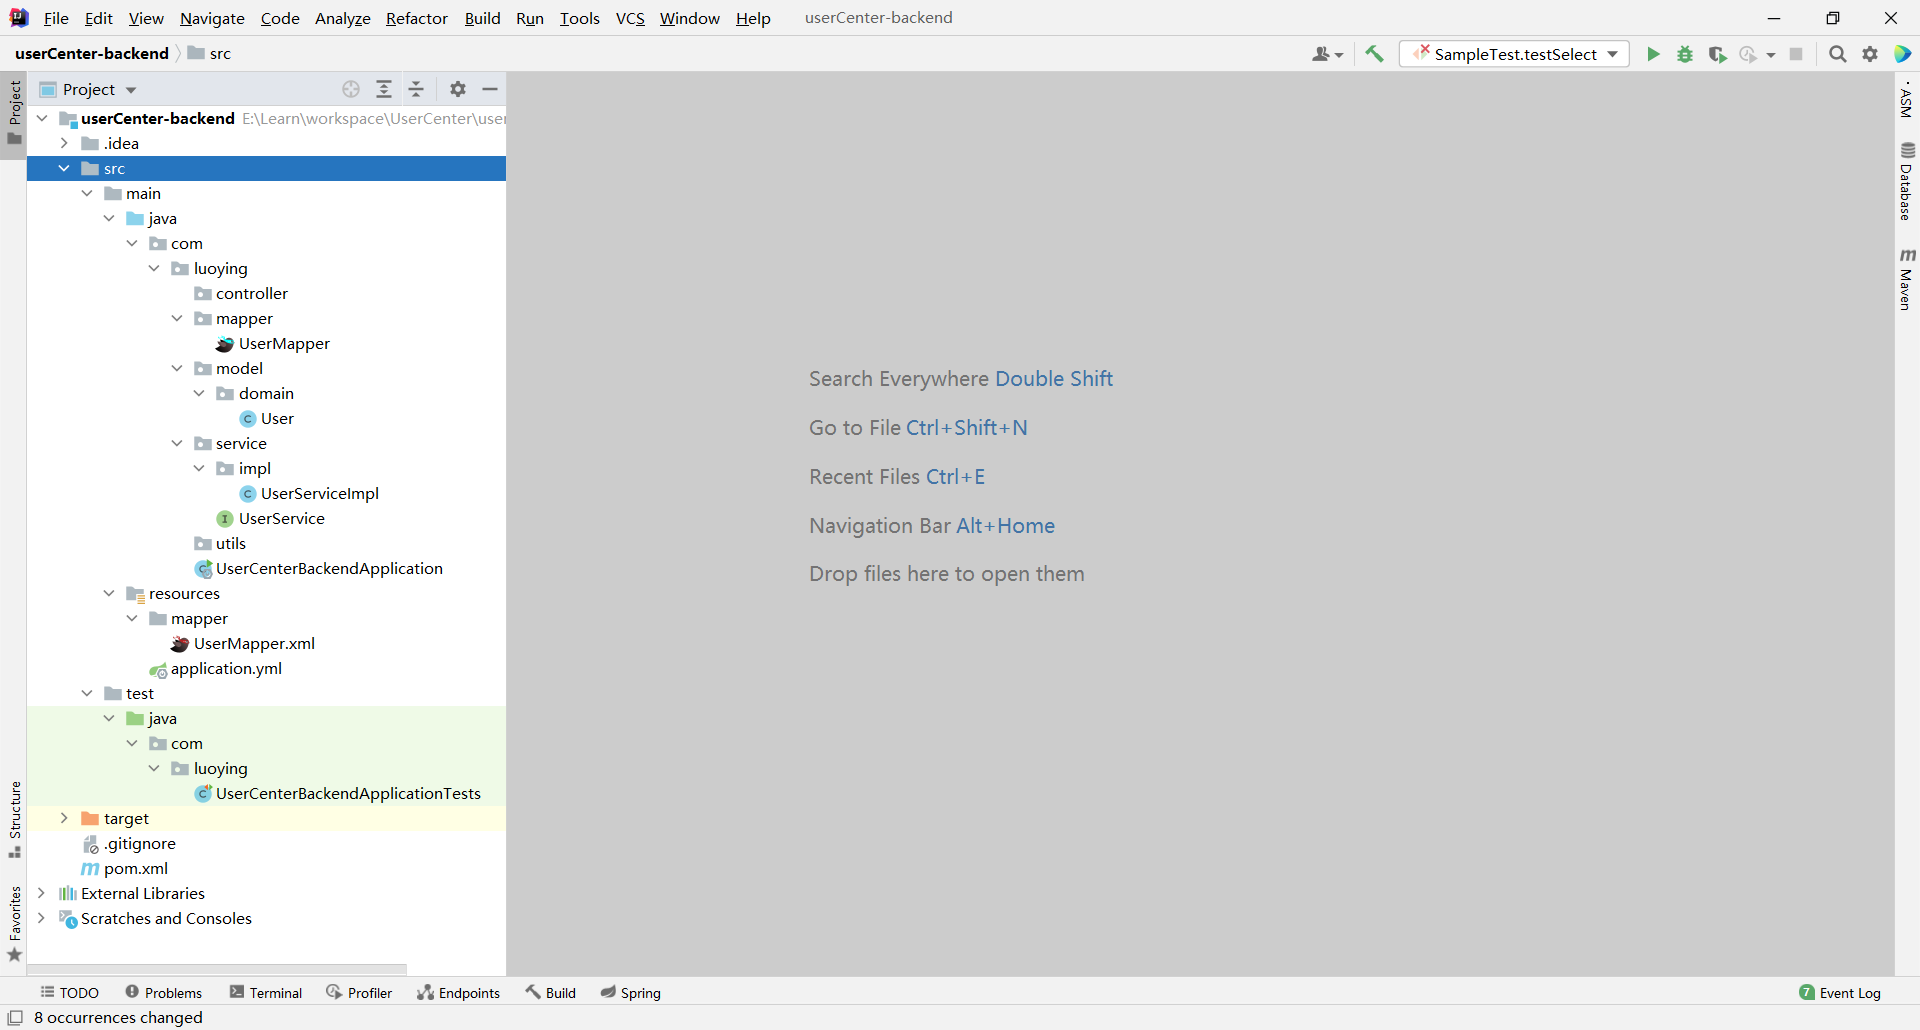 File Edit View Navigate Code Analyze Refactor Build Run Tools VCS Window Help userCenter-backend
userCenter-backend src
SampleTest.testSelect
Project
Project
userCenter-backend E:\Learn\workspace\UserCenter\user
.idea
src
main
java
com
luoying
controller
mapper
UserMapper
model
domain
User
service
impl
UserServiceImpl
UserService
utils
UserCenterBackendApplication
resources
mapper
UserMapper.xml
application.yml
test
java
com
luoying
UserCenterBackendApplicationTests
target
.gitignore
pom.xml
External Libraries
Scratches and Consoles
Structure
Favorites
Search Everywhere Double Shift
Go to File Ctrl+Shift+N
Recent Files Ctrl+E
Navigation Bar Alt+Home
Drop files here to open them
ASM
Database
m Maven
TODO Problems Terminal Profiler Endpoints Build Spring 7 Event Log
8 occurrences changed